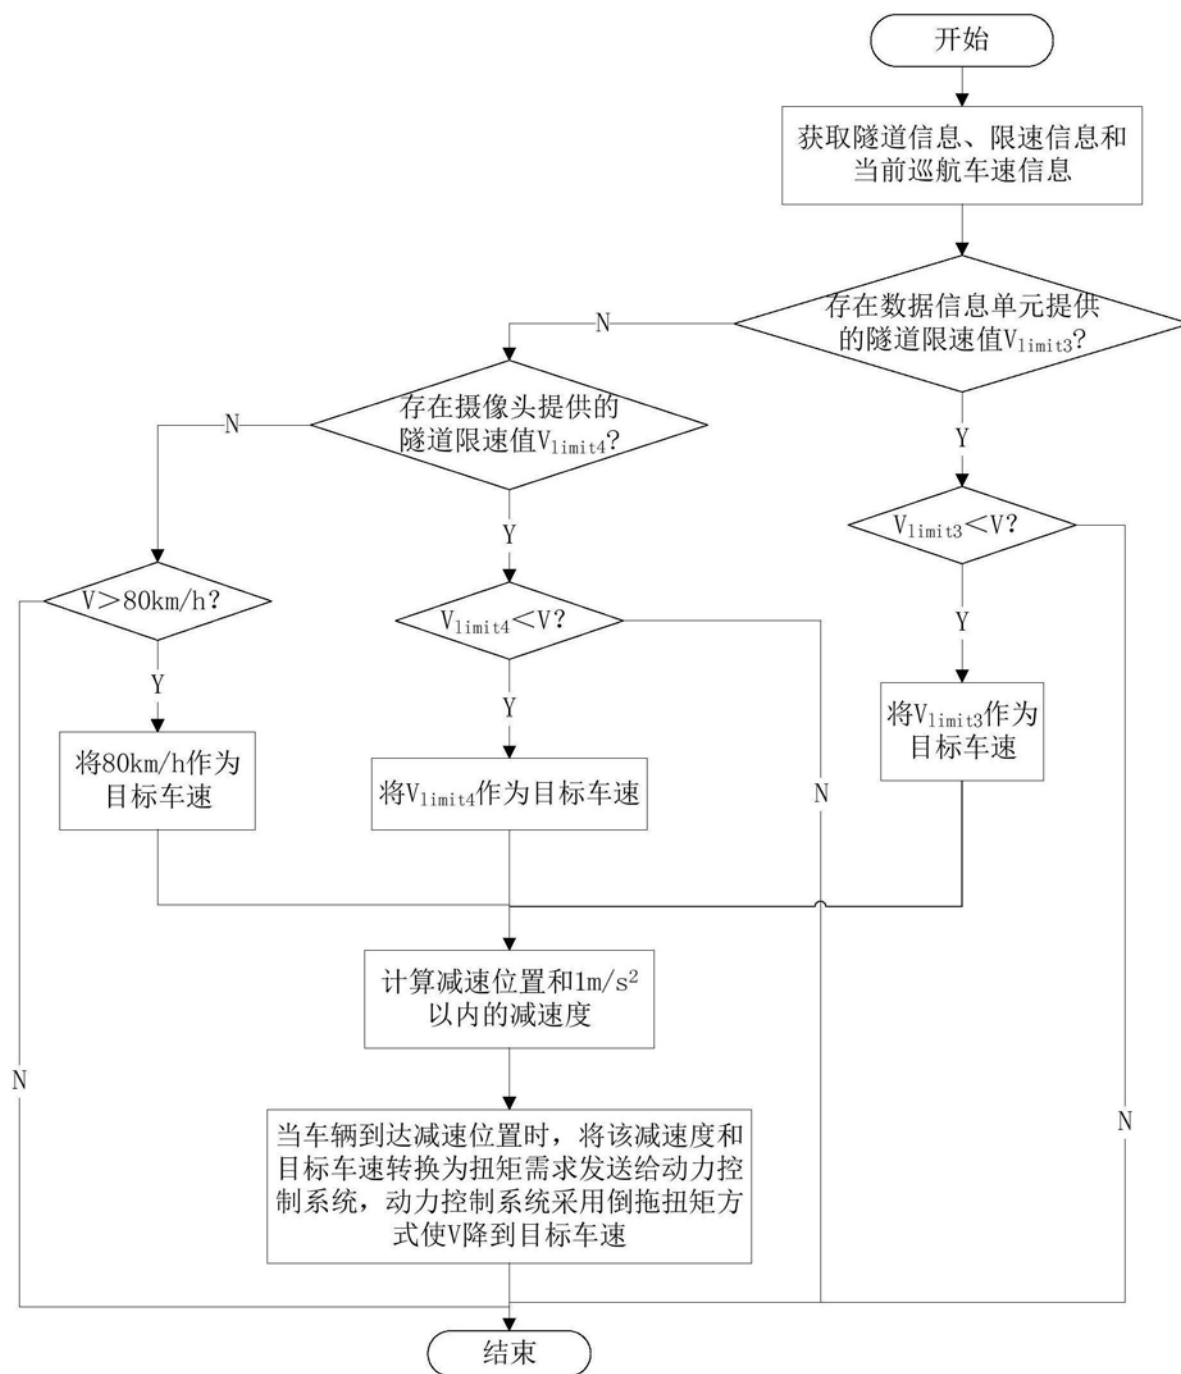 开始
获取隧道信息、限速信息和
当前巡航车速信息
存在数据信息单元提供
的隧道限速值Vlimit3?
N
存在摄像头提供的
隧道限速值Vlimit4?
N
Y
Vlimit3<V?
Y
V>80km/h?
Vlimit4<V?
Y
Y
Y
将Vlimit3作为
目标车速
将80km/h作为
目标车速
将Vlimit4作为目标车速
N
计算减速位置和1m/s²
以内的减速度
N
N
当车辆到达减速位置时，将该减速度和
目标车速转换为扭矩需求发送给动力控
制系统，动力控制系统采用倒拖扭矩方
式使V降到目标车速
结束